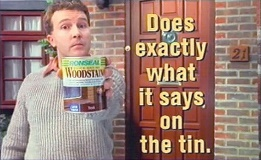 Does
exactly
what
it says
on
the tin.
21
RONSEAL
WOODSTAIN